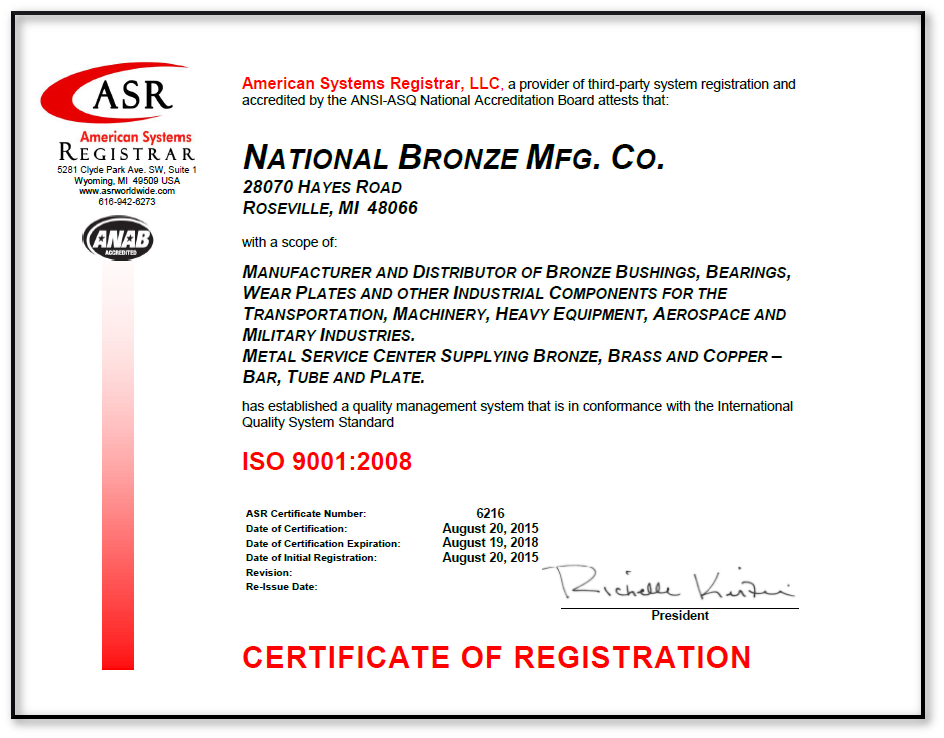 ASR
American Systems
REGISTRAR
5281 Clyde Park Ave. SW, Suite 1
Wyoming, MI 49509 USA
www.asrworldwide.com
616-942-6273
ANAB
ACCREDITED
American Systems Registrar, LLC, a provider of third-party system registration and
accredited by the ANSI-ASQ National Accreditation Board attests that:
NATIONAL BRONZE MFG. CO.
28070 HAYES ROAD
ROSEVILLE, MI 48066
with a scope of:
MANUFACTURER AND DISTRIBUTOR OF BRONZE BUSHINGS, BEARINGS,
WEAR PLATES AND OTHER INDUSTRIAL COMPONENTS FOR THE
TRANSPORTATION, MACHINERY, HEAVY EQUIPMENT, AEROSPACE AND
MILITARY INDUSTRIES.
METAL SERVICE CENTER SUPPLYING BRONZE, BRASS AND COPPER –
BAR, TUBE AND PLATE.
has established a quality management system that is in conformance with the International
Quality System Standard
ISO 9001:2008
ASR Certificate Number: 6216
Date of Certification: August 20, 2015
Date of Certification Expiration: August 19, 2018
Date of Initial Registration: August 20, 2015
Revision:
Re-Issue Date:
Richelle
President
CERTIFICATE OF REGISTRATION